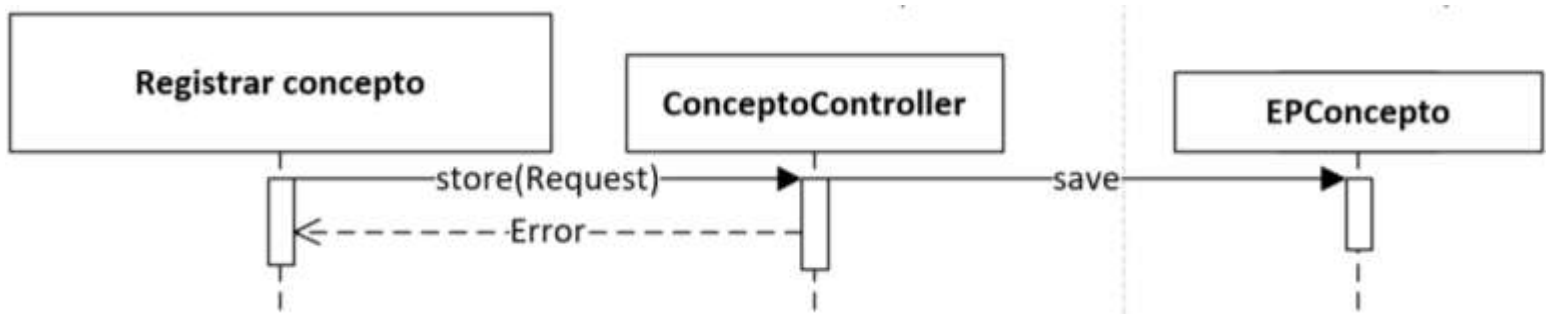 Registrar concepto
ConceptoController
EPConcepto
store(Request)
save
Error